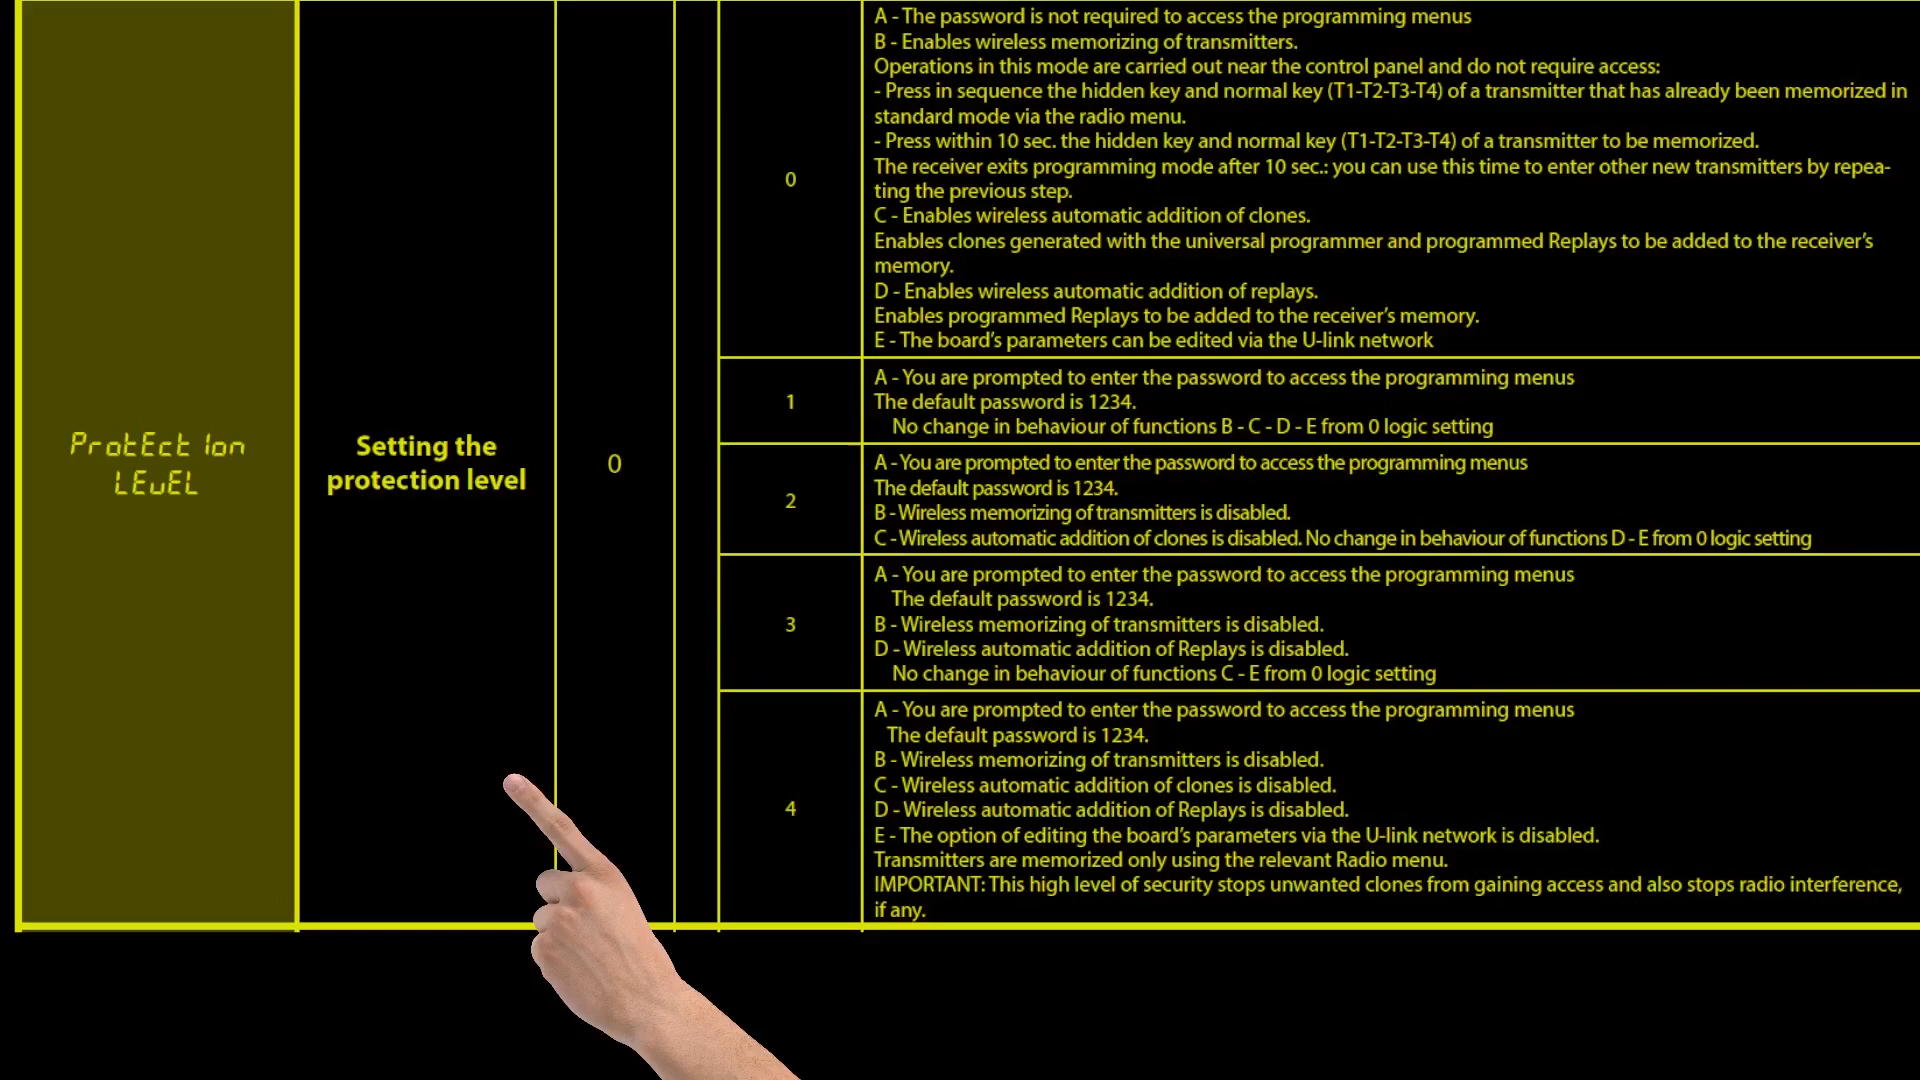 ProtEctIon
LEvEL
Setting the
protection level
0
0
A - The password is not required to access the programming menus
B - Enables wireless memorizing of transmitters.
Operations in this mode are carried out near the control panel and do not require access:
- Press in sequence the hidden key and normal key (T1-T2-T3-T4) of a transmitter that has already been memorized in
standard mode via the radio menu.
- Press within 10 sec. the hidden key and normal key (T1-T2-T3-T4) of a transmitter to be memorized.
The receiver exits programming mode after 10 sec.: you can use this time to enter other new transmitters by repea-
ting the previous step.
C - Enables wireless automatic addition of clones.
Enables clones generated with the universal programmer and programmed Replays to be added to the receiver's
memory.
D - Enables wireless automatic addition of replays.
Enables programmed Replays to be added to the receiver's memory.
E - The board's parameters can be edited via the U-link network
1
A - You are prompted to enter the password to access the programming menus
The default password is 1234.
No change in behaviour of functions B - C - D - E from 0 logic setting
2
A - You are prompted to enter the password to access the programming menus
The default password is 1234.
B - Wireless memorizing of transmitters is disabled.
C - Wireless automatic addition of clones is disabled. No change in behaviour of functions D - E from 0 logic setting
3
A - You are prompted to enter the password to access the programming menus
The default password is 1234.
B - Wireless memorizing of transmitters is disabled.
D - Wireless automatic addition of Replays is disabled.
No change in behaviour of functions C - E from 0 logic setting
4
A - You are prompted to enter the password to access the programming menus
The default password is 1234.
B - Wireless memorizing of transmitters is disabled.
C - Wireless automatic addition of clones is disabled.
D - Wireless automatic addition of Replays is disabled.
E - The option of editing the board's parameters via the U-link network is disabled.
Transmitters are memorized only using the relevant Radio menu.
IMPORTANT: This high level of security stops unwanted clones from gaining access and also stops radio interference,
if any.